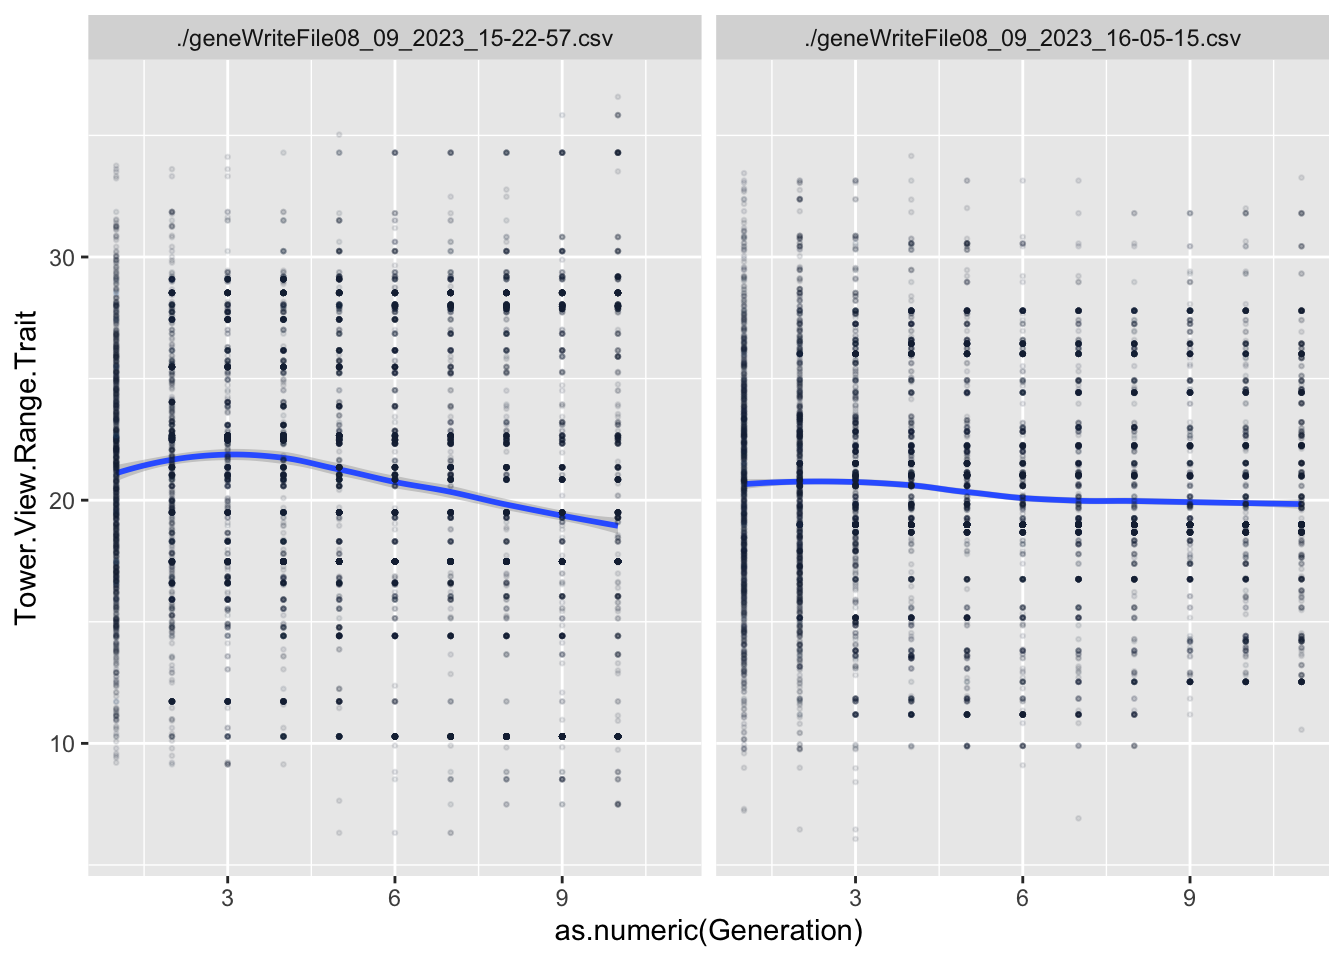 ./geneWriteFile08_09_2023_15-22-57.csv
./geneWriteFile08_09_2023_16-05-15.csv
Tower.View.Range.Trait
30
20
10
3
6
9
3
6
9
as.numeric(Generation)